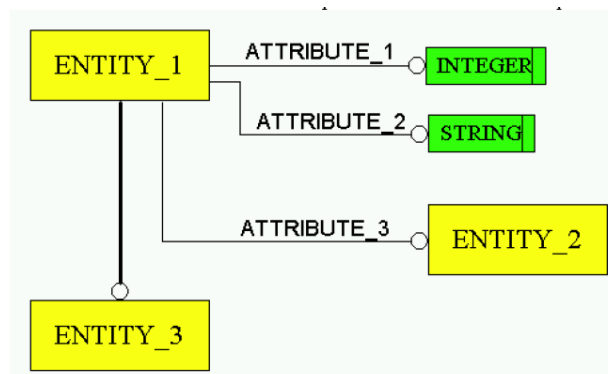 ENTITY_1
ATTRIBUTE_1
INTEGER
ATTRIBUTE_2
STRING
ATTRIBUTE_3
ENTITY_2
ENTITY_3